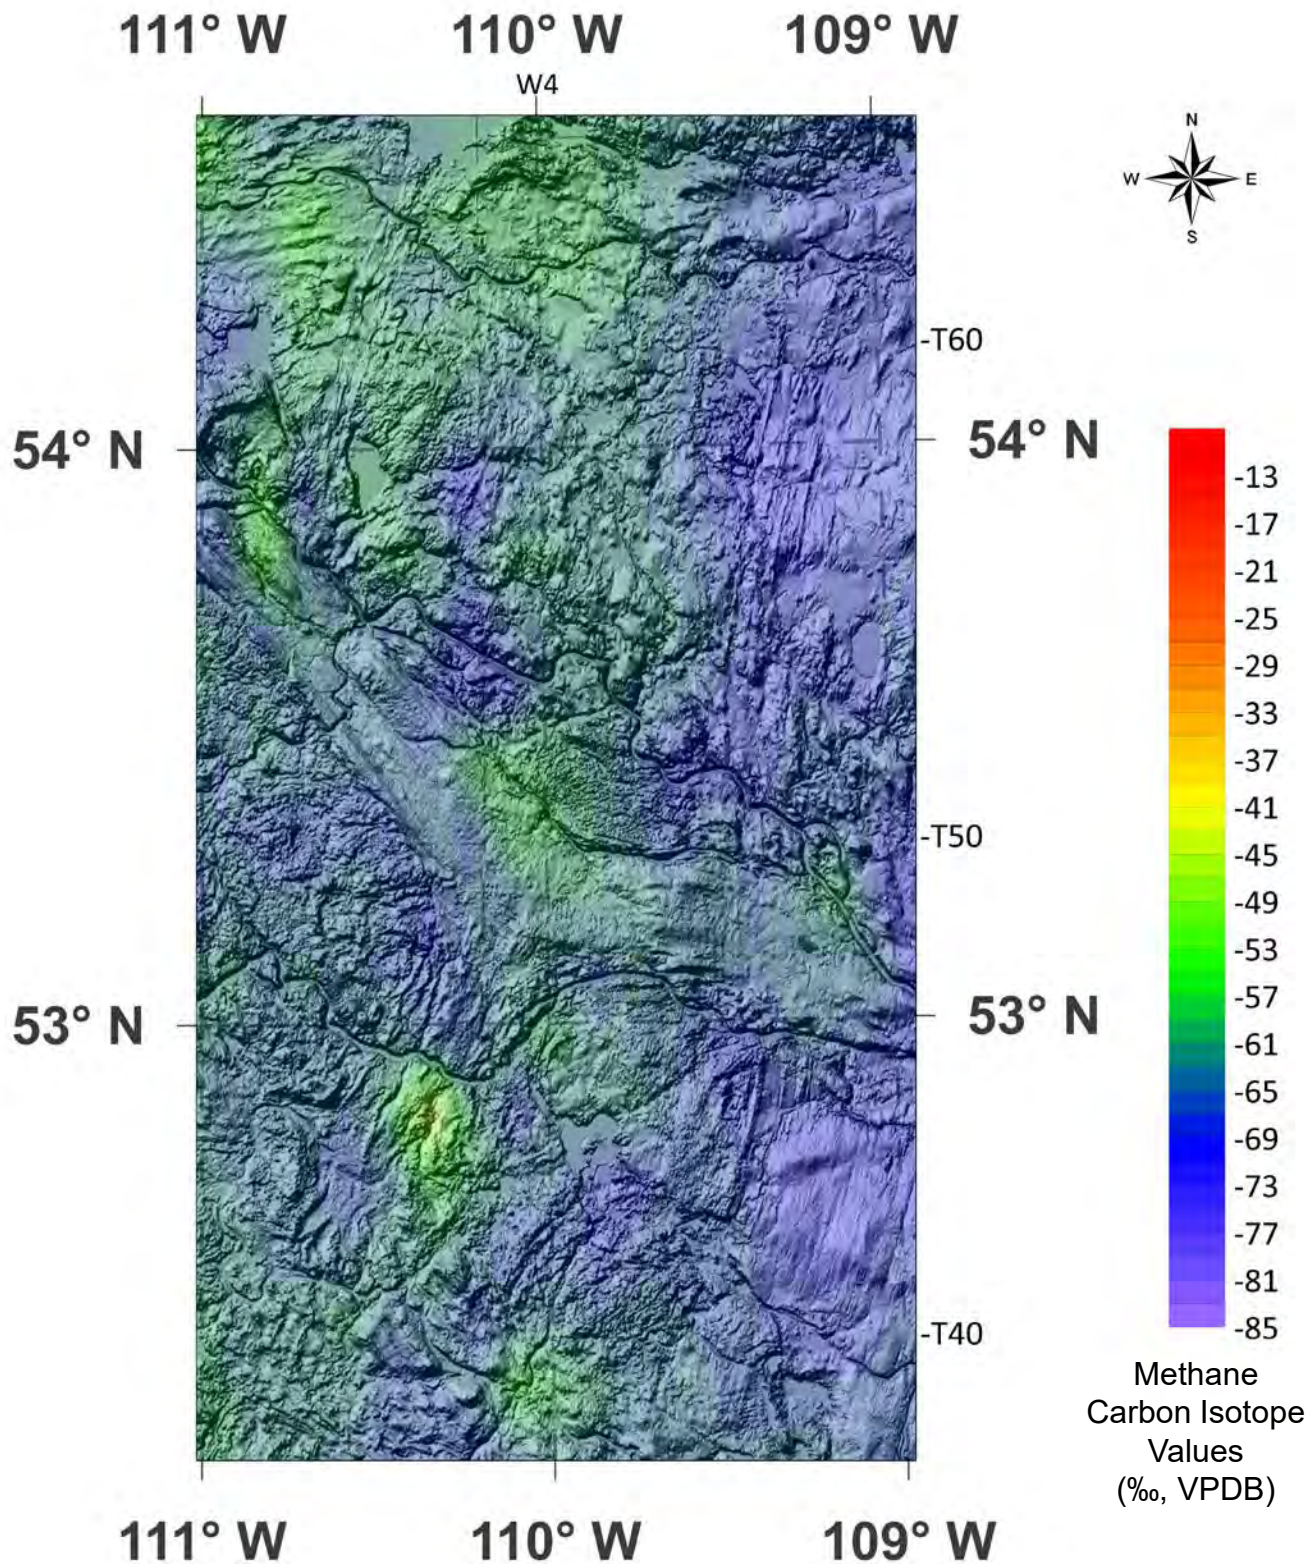 111° W 110° W 109° W
W4
N
W E
S
-T60
54° N 54° N
-13
-17
-21
-25
-29
-33
-37
-41
-45
-T50
-49
-53
-57
53° N 53° N
-61
-65
-69
-73
-77
-81
-85
-T40
Methane
Carbon Isotope
Values
(‰, VPDB)
111° W 110° W 109° W